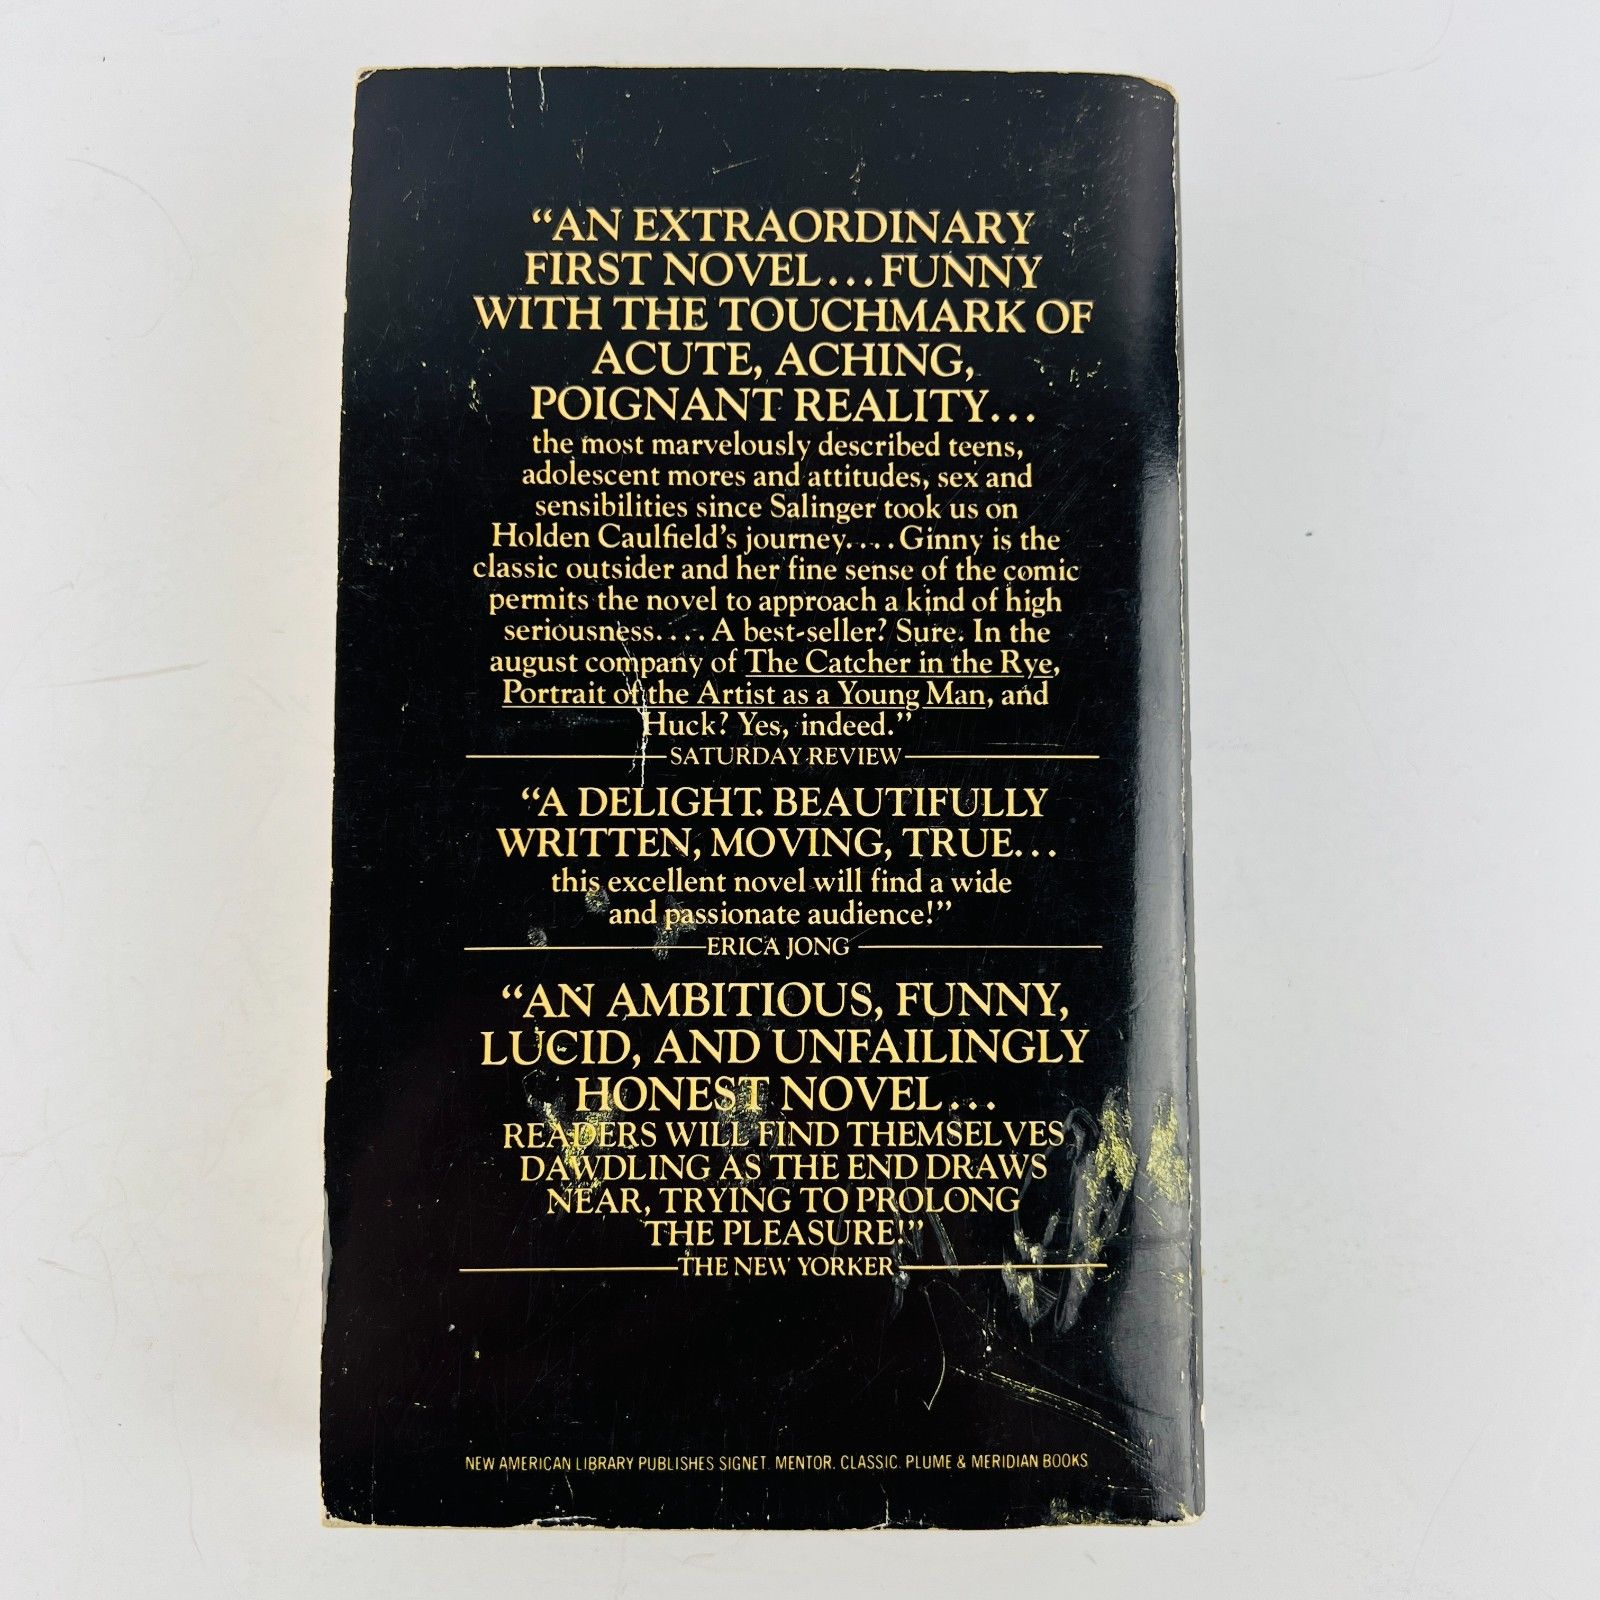 “AN EXTRAORDINARY
FIRST NOVEL...FUNNY
WITH THE TOUCHMARK OF
ACUTE, ACHING,
POIGNANT REALITY...
the most marvelously described teens,
adolescent mores and attitudes, sex and
sensibilities since Salinger took us on
Holden Caulfield's journey....Ginny is the
classic outsider and her fine sense of the comic
permits the novel to approach a kind of high
seriousness....A best-seller? Sure. In the
august company of The Catcher in the Rye,
Portrait of the Artist as a Young Man, and
Huck? Yes, indeed.”
SATURDAY REVIEW
“A DELIGHT. BEAUTIFULLY
WRITTEN, MOVING, TRUE...
this excellent novel will find a wide
and passionate audience!”
ERICA JONG
“AN AMBITIOUS, FUNNY,
LUCID, AND UNFAILINGLY
HONEST NOVEL...
READERS WILL FIND THEMSELVES
DAWDLING AS THE END DRAWS
NEAR, TRYING TO PROLONG
THE PLEASURE!”
THE NEW YORKER
NEW AMERICAN LIBRARY PUBLISHES SIGNET, MENTOR, CLASSIC, PLUME & MERIDIAN BOOKS